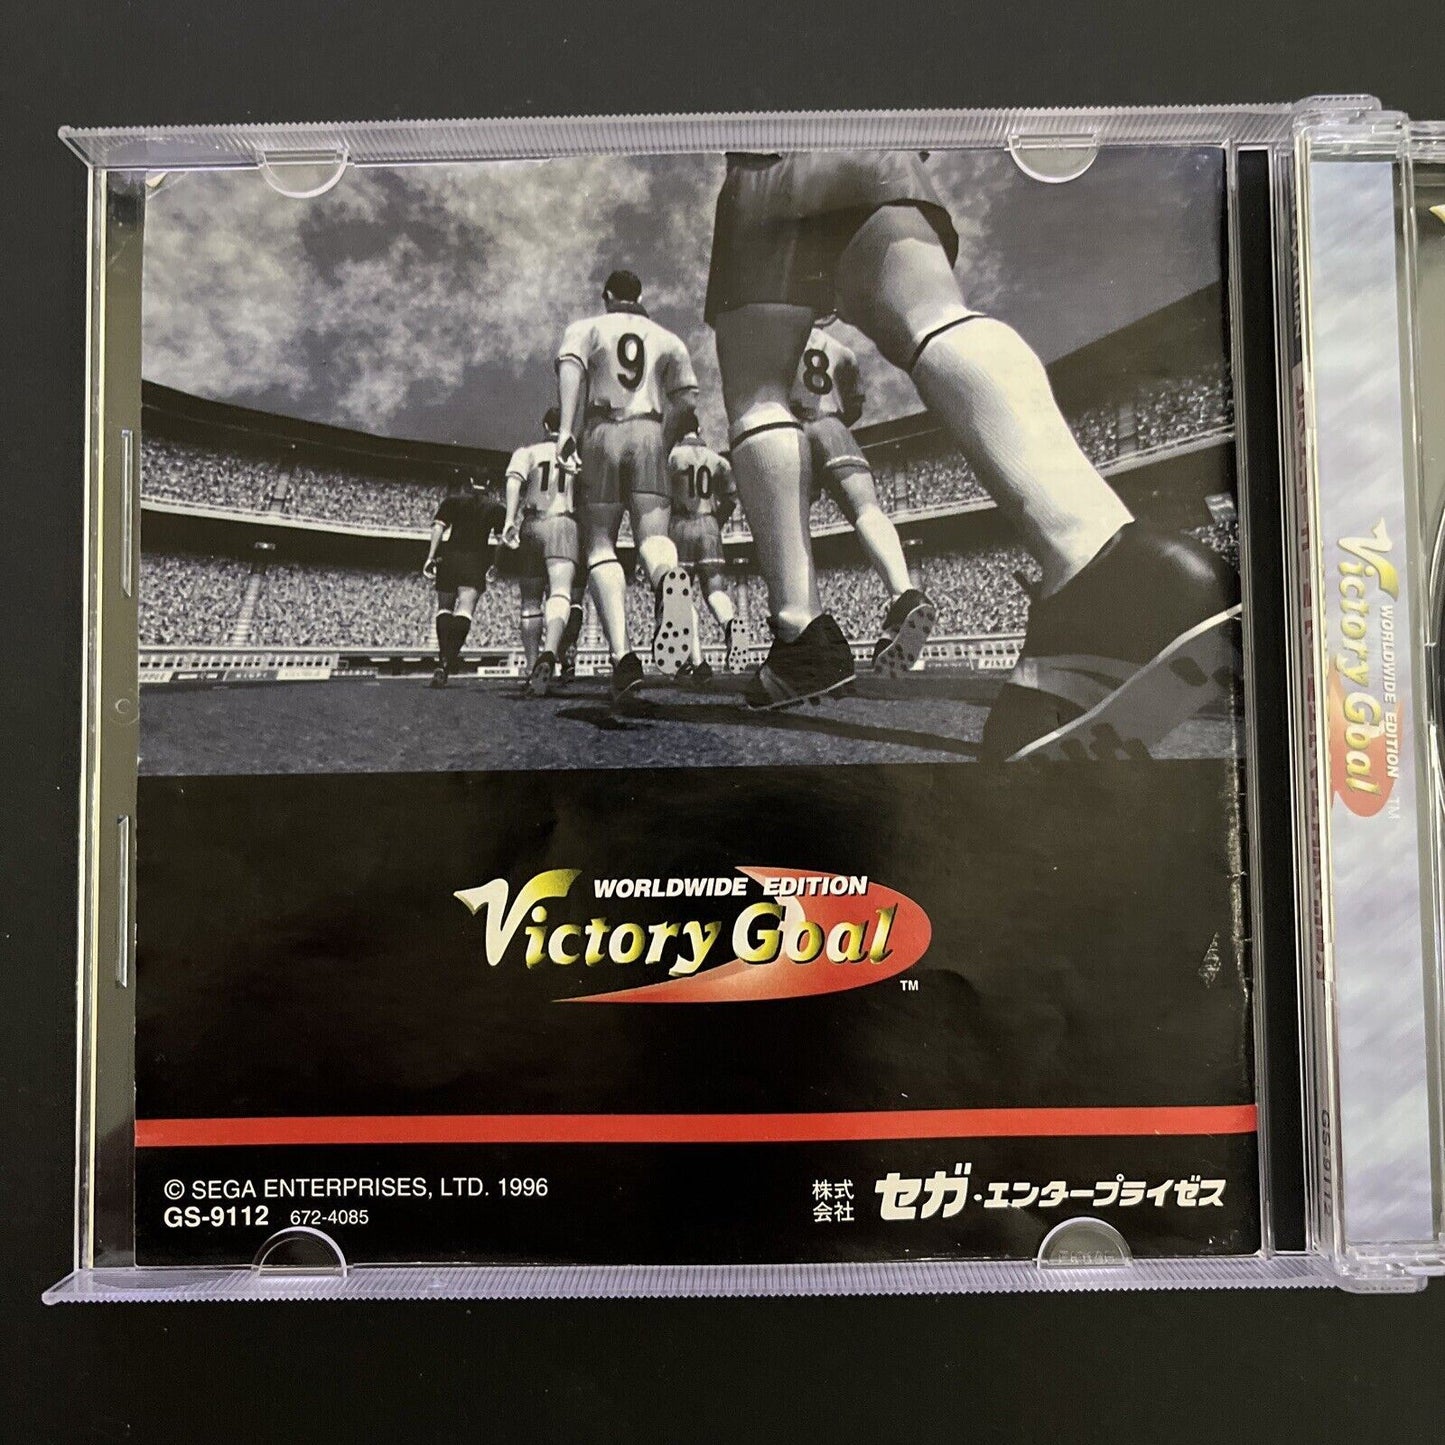 9
8
11
10
WORLDWIDE EDITION
Victory Goal
TM
© SEGA ENTERPRISES, LTD. 1996
GS-9112 672-4085
株式会社 セガ・エンタープライゼス
WORLDWIDE EDITION
Victory Goal
TM
GS-9112